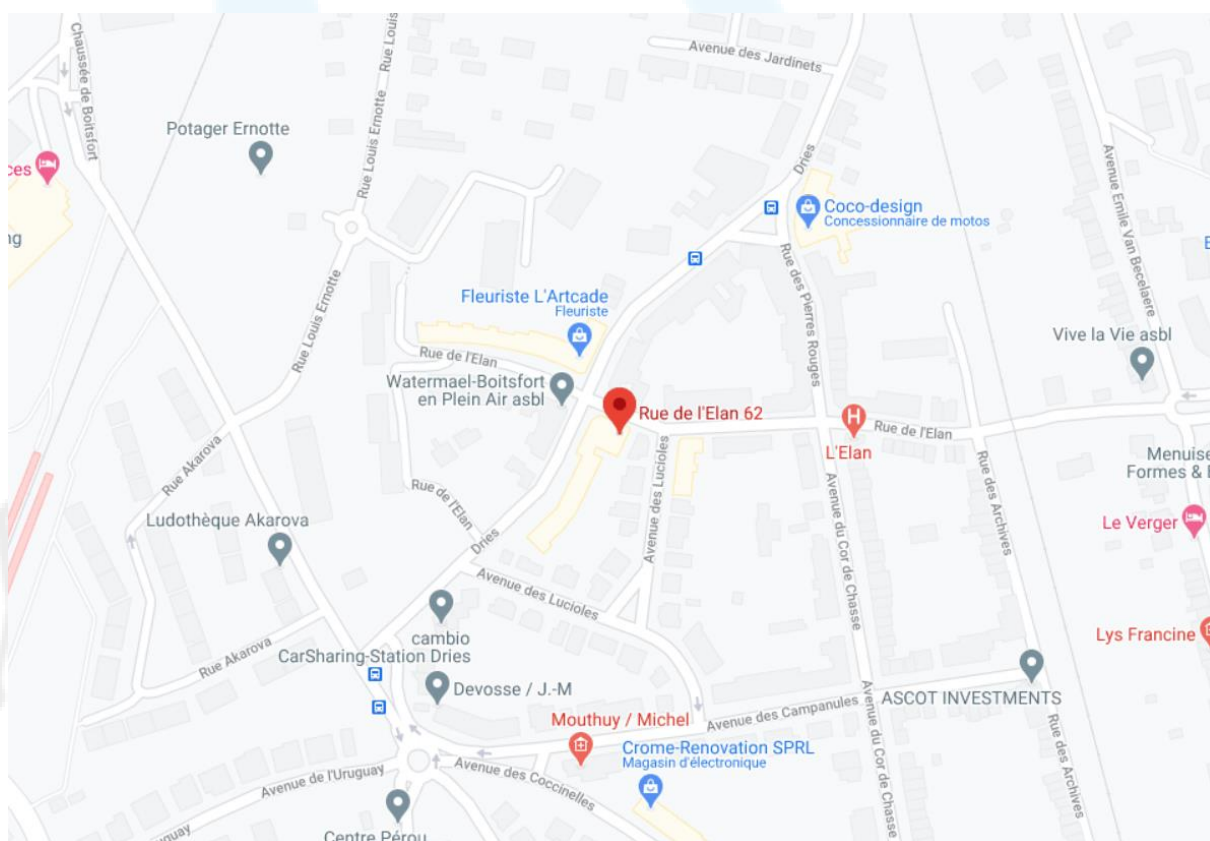 Chaussée de Boitsfort
Rue Louis Ernotte
Avenue des Jardinets
Potager Ernotte
Rue Louis Ernotte
Dries
Avenue Emile Van Becelaere
ces
ng
Coco-design
Concessionnaire de motos
Fleuriste L'Artcade
Fleuriste
Rue Louis Ernotte
Rue des Pierres Rouges
Vive la Vie asbl
Rue de l'Elan
Watermael-Boitsfort
en Plein Air asbl
Rue de l'Elan 62
L'Elan
Rue de l'Elan
Rue Akarova
Menuise
Formes &
Rue de l'Elan
Avenue des Lucioles
Avenue du Cor de Chasse
Rue des Archives
Le Verger
Ludothèque Akarova
Dries
Avenue des Lucioles
Lys Francine
cambio
CarSharing-Station Dries
Rue Akarova
Devosse / J.-M
ASCOT INVESTMENTS
Avenue des Campanules
Mouthuy / Michel
Avenue du Cor de Chasse
Rue des Archives
Crome-Renovation SPRL
Magasin d'électronique
Avenue de l'Uruguay
Avenue des Coccinelles
uguay
Centre Pérou